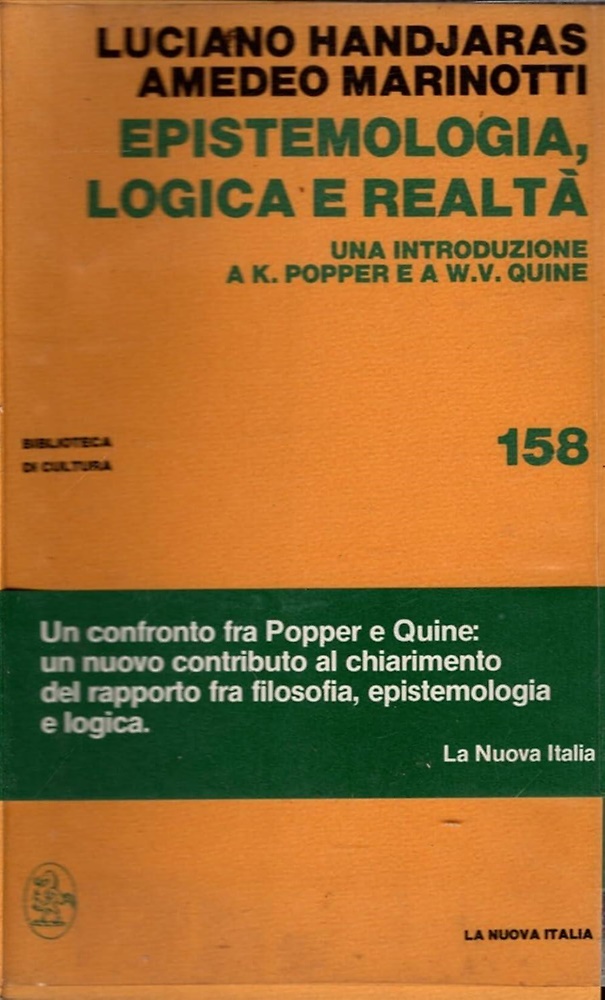 LUCIANO HANDJARAS
AMEDEO MARINOTTI
EPISTEMOLOGIA,
LOGICA E REALTÀ
UNA INTRODUZIONE
A K. POPPER E A W.V. QUINE
BIBLIOTECA
DI CULTURA
158
Un confronto fra Popper e Quine:
un nuovo contributo al chiarimento
del rapporto fra filosofia, epistemologia
e logica.
La Nuova Italia
LA NUOVA ITALIA